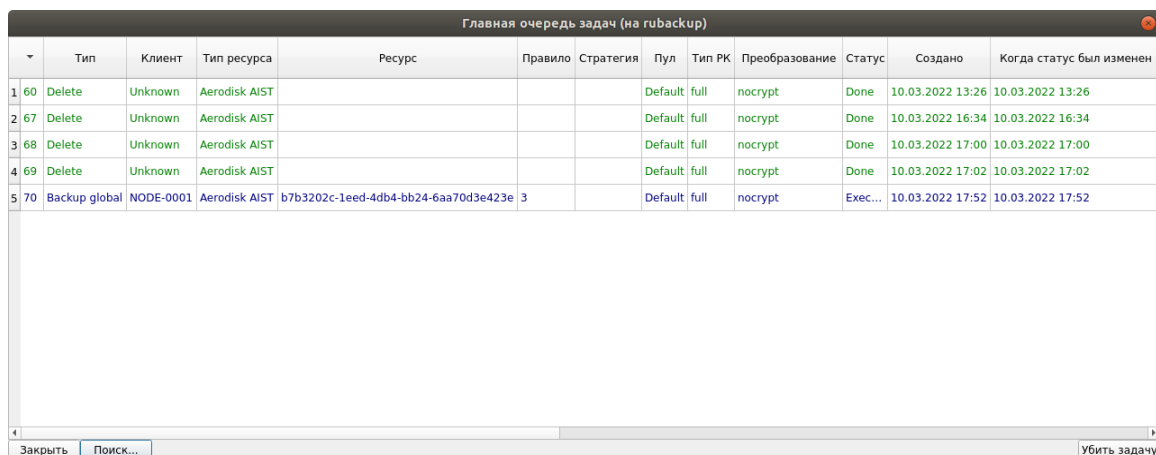 Главная очередь задач (на rubackup)
Тип Клиент Тип ресурса Ресурс Правило Стратегия Пул Тип РК Преобразование Статус Создано Когда статус был изменен
1 60 Delete Unknown Aerodisk AIST Default full nocrypt Done 10.03.2022 13:26 10.03.2022 13:26
2 67 Delete Unknown Aerodisk AIST Default full nocrypt Done 10.03.2022 16:34 10.03.2022 16:34
3 68 Delete Unknown Aerodisk AIST Default full nocrypt Done 10.03.2022 17:00 10.03.2022 17:00
4 69 Delete Unknown Aerodisk AIST Default full nocrypt Done 10.03.2022 17:02 10.03.2022 17:02
5 70 Backup global NODE-0001 Aerodisk AIST b7b3202c-1eed-4db4-bb24-6aa70d3e423e 3 Default full nocrypt Exec... 10.03.2022 17:52 10.03.2022 17:52
Закрыть Поиск... Убить задачу